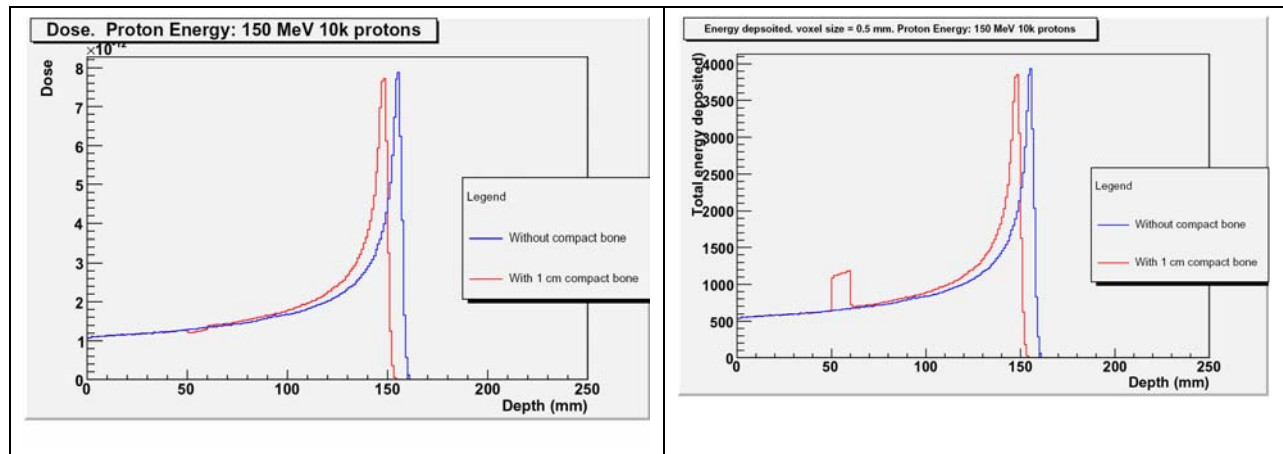 Dose. Proton Energy: 150 MeV 10k protons
×10⁻¹²
Dose
8
7
6
5
4
3
2
1
0
0 50 100 150 200 250
Depth (mm)
Legend
Without compact bone
With 1 cm compact bone
Energy depsoited. voxel size = 0.5 mm. Proton Energy: 150 MeV 10k protons
Total energy deposited)
4000
3500
3000
2500
2000
1500
1000
500
0
0 50 100 150 200 250
Depth (mm)
Legend
Without compact bone
With 1 cm compact bone